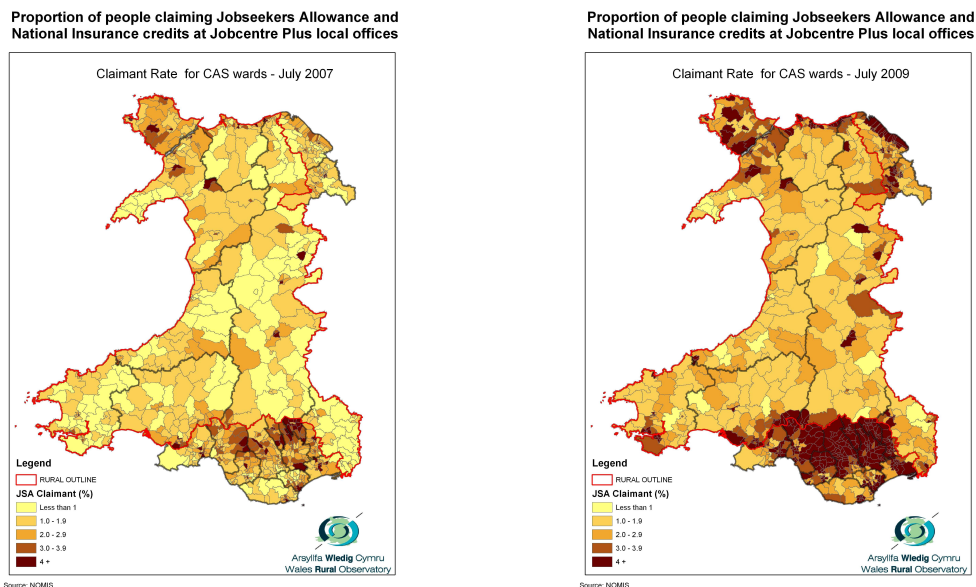 Proportion of people claiming Jobseekers Allowance and
National Insurance credits at Jobcentre Plus local offices
Claimant Rate for CAS wards - July 2007
Legend
RURAL OUTLINE
JSA Claimant (%)
Less than 1
1.0 - 1.9
2.0 - 2.9
3.0 - 3.9
4 +
Arsyllfa Wledig Cymru
Wales Rural Observatory
Source: NOMIS
Proportion of people claiming Jobseekers Allowance and
National Insurance credits at Jobcentre Plus local offices
Claimant Rate for CAS wards - July 2009
Legend
RURAL OUTLINE
JSA Claimant (%)
Less than 1
1.0 - 1.9
2.0 - 2.9
3.0 - 3.9
4 +
Arsyllfa Wledig Cymru
Wales Rural Observatory
Source: NOMIS